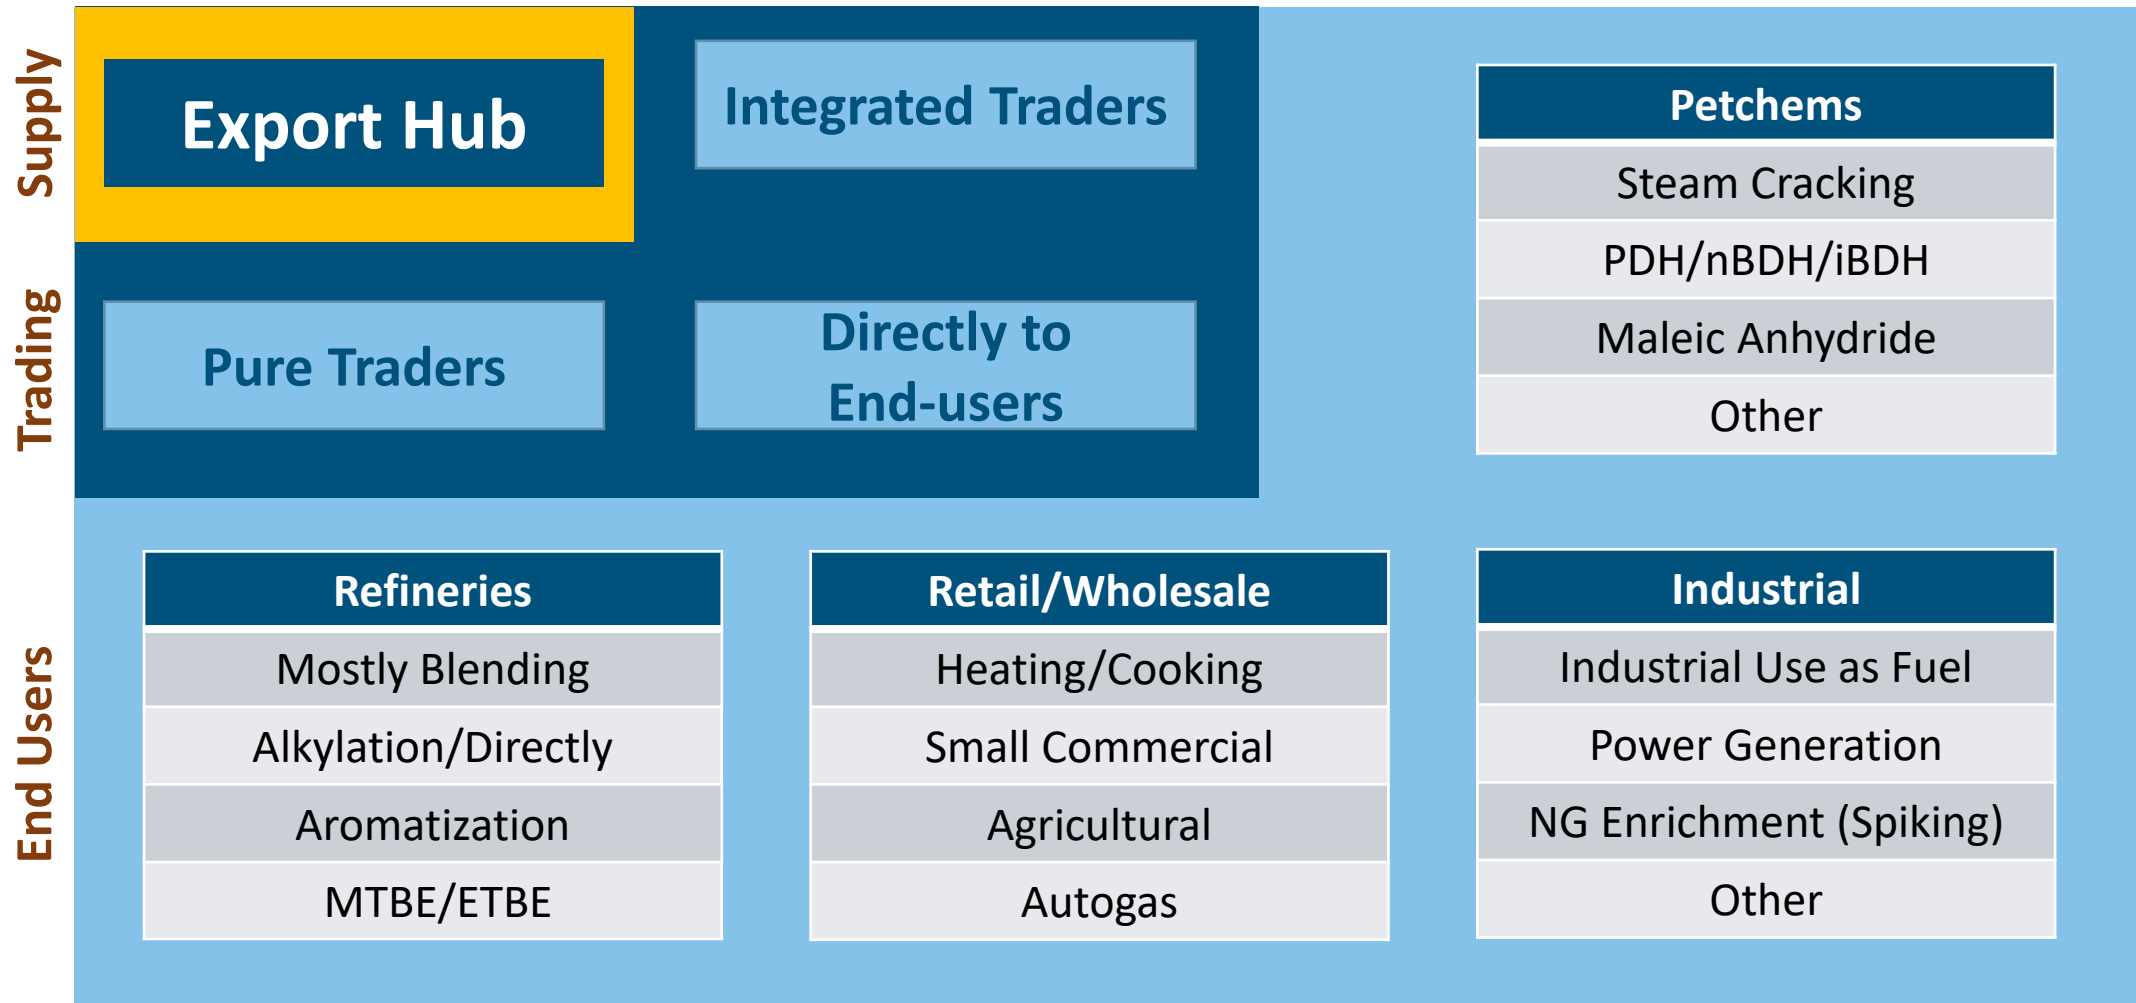 Supply
Export Hub
Integrated Traders
Trading
Pure Traders
Directly to
End-users
Petchems
Steam Cracking
PDH/nBDH/iBDH
Maleic Anhydride
Other
End Users
Refineries
Mostly Blending
Alkylation/Directly
Aromatization
MTBE/ETBE
Retail/Wholesale
Heating/Cooking
Small Commercial
Agricultural
Autogas
Industrial
Industrial Use as Fuel
Power Generation
NG Enrichment (Spiking)
Other